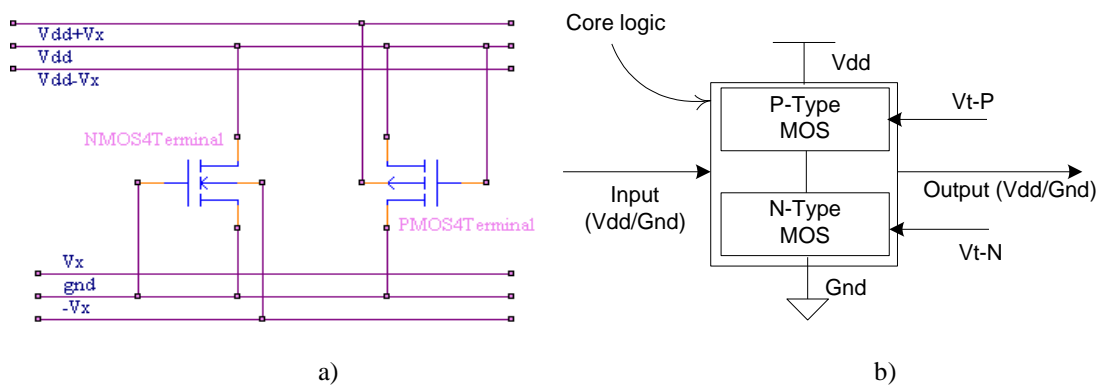 Vdd+Vx
Vdd
Vdd-Vx
NMOS4Terminal
PMOS4Terminal
Vx
gnd
-Vx
a)
Core logic
Vdd
P-Type
MOS
Vt-P
Input
(Vdd/Gnd)
Output (Vdd/Gnd)
N-Type
MOS
Vt-N
Gnd
b)